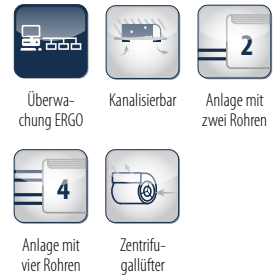 2
Überwa-
chung ERGO
Kanalisierbar
Anlage mit
zwei Rohren
4
Anlage mit
vier Rohren
Zentrifu-
gallüfter